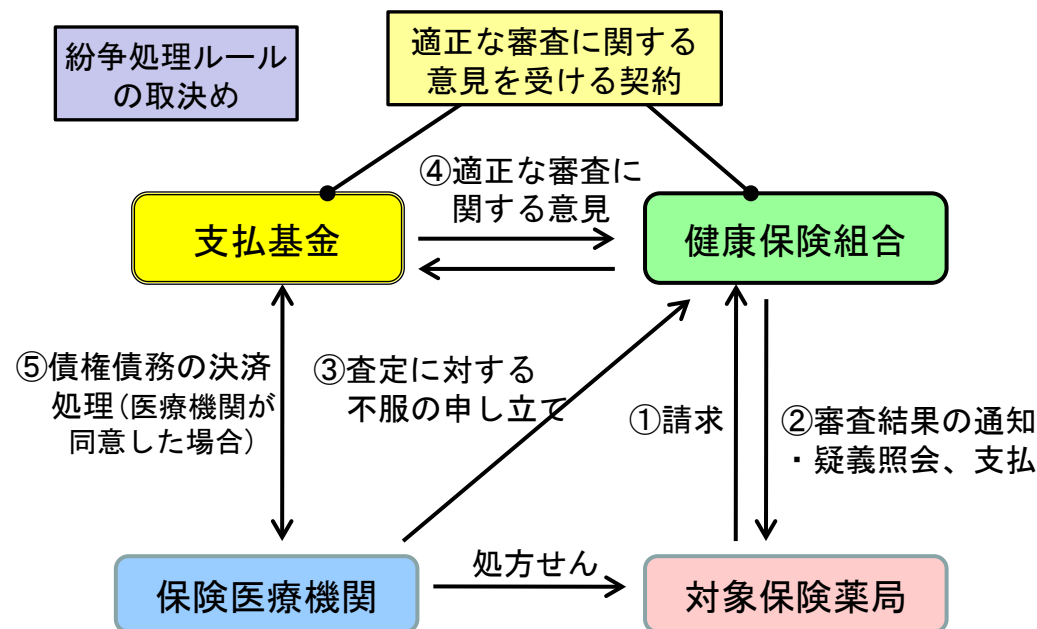 紛争処理ルール
の取決め
適正な審査に関する
意見を受ける契約
④適正な審査に
関する意見
支払基金
健康保険組合
⑤債権債務の決済
処理(医療機関が
同意した場合)
③査定に対する
不服の申し立て
①請求
②審査結果の通知
・疑義照会、支払
処方せん
保険医療機関
対象保険薬局